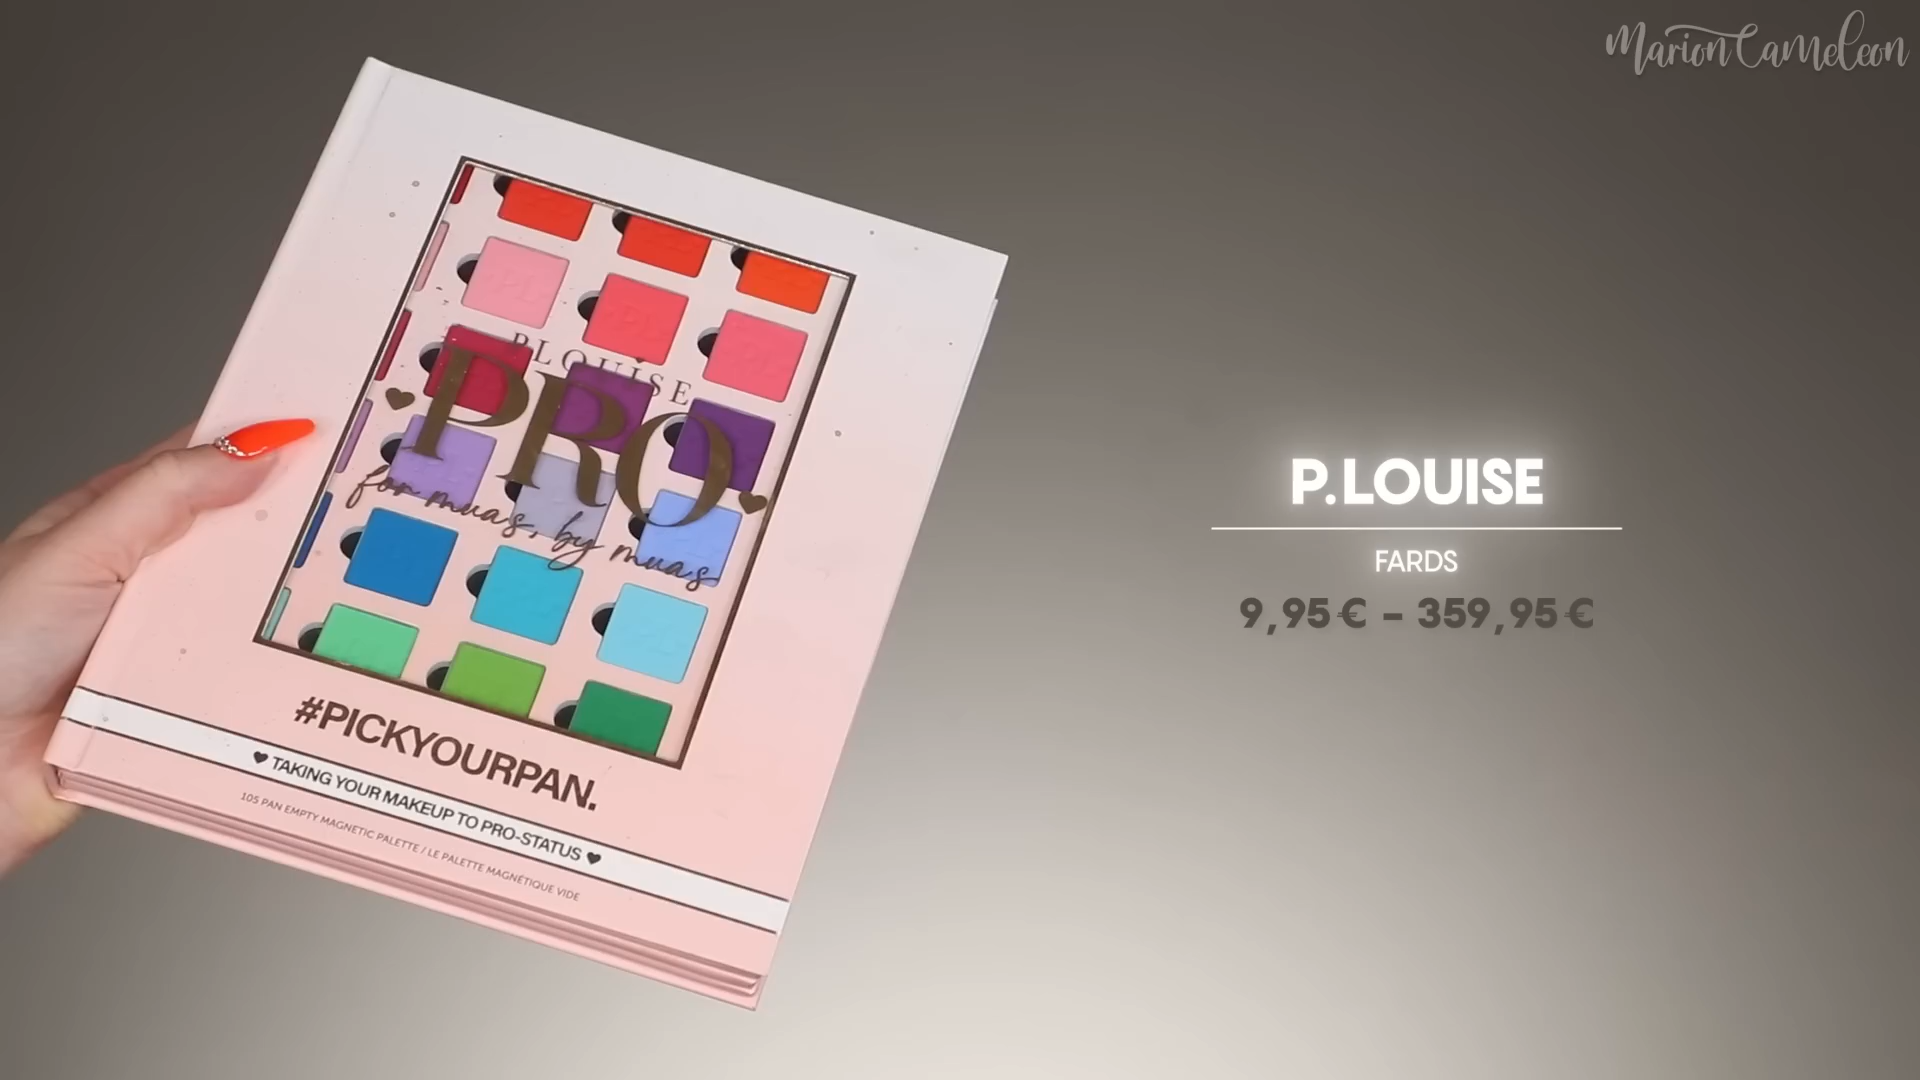 Marion Cameleon
PLOUISE
PRO
for muas, by muas
#PICKYOURPAN.
TAKING YOUR MAKEUP TO PRO-STATUS
105 PAN EMPTY MAGNETIC PALETTE / LE PALETTE MAGNÉTIQUE VIDE
P.LOUISE
FARDS
9,95 € - 359,95 €